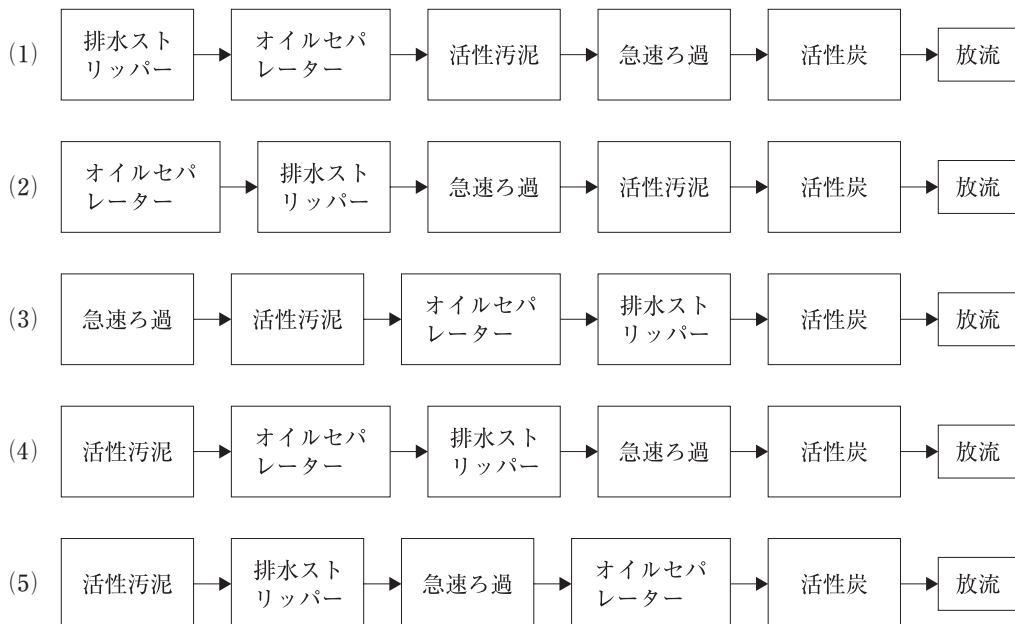 (1) 排水スト オイルセパ
リッパー レーター 活性汚泥 急速ろ過 活性炭 放流
(2) オイルセパ 排水スト
レーター リッパー 急速ろ過 活性汚泥 活性炭 放流
(3) 急速ろ過 活性汚泥 オイルセパ 排水スト
レーター リッパー 活性炭 放流
(4) 活性汚泥 オイルセパ 排水スト
レーター リッパー 急速ろ過 活性炭 放流
(5) 活性汚泥 排水スト 急速ろ過 オイルセパ
リッパー レーター 活性炭 放流